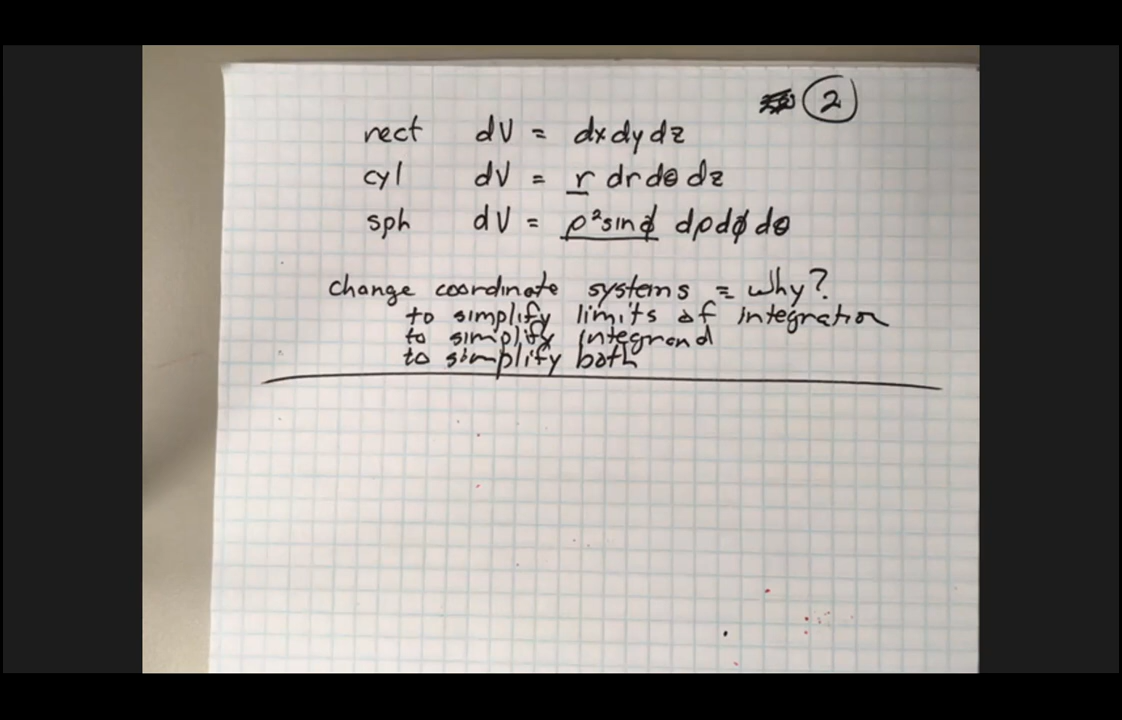 2
rect dV = dx dy dz
cyl dV = r dr dθ dz
sph dV = ρ²sinϕ dρ dϕ dθ
change coordinate systems = why?
to simplify limits of integration
to simplify integrand
to simplify both